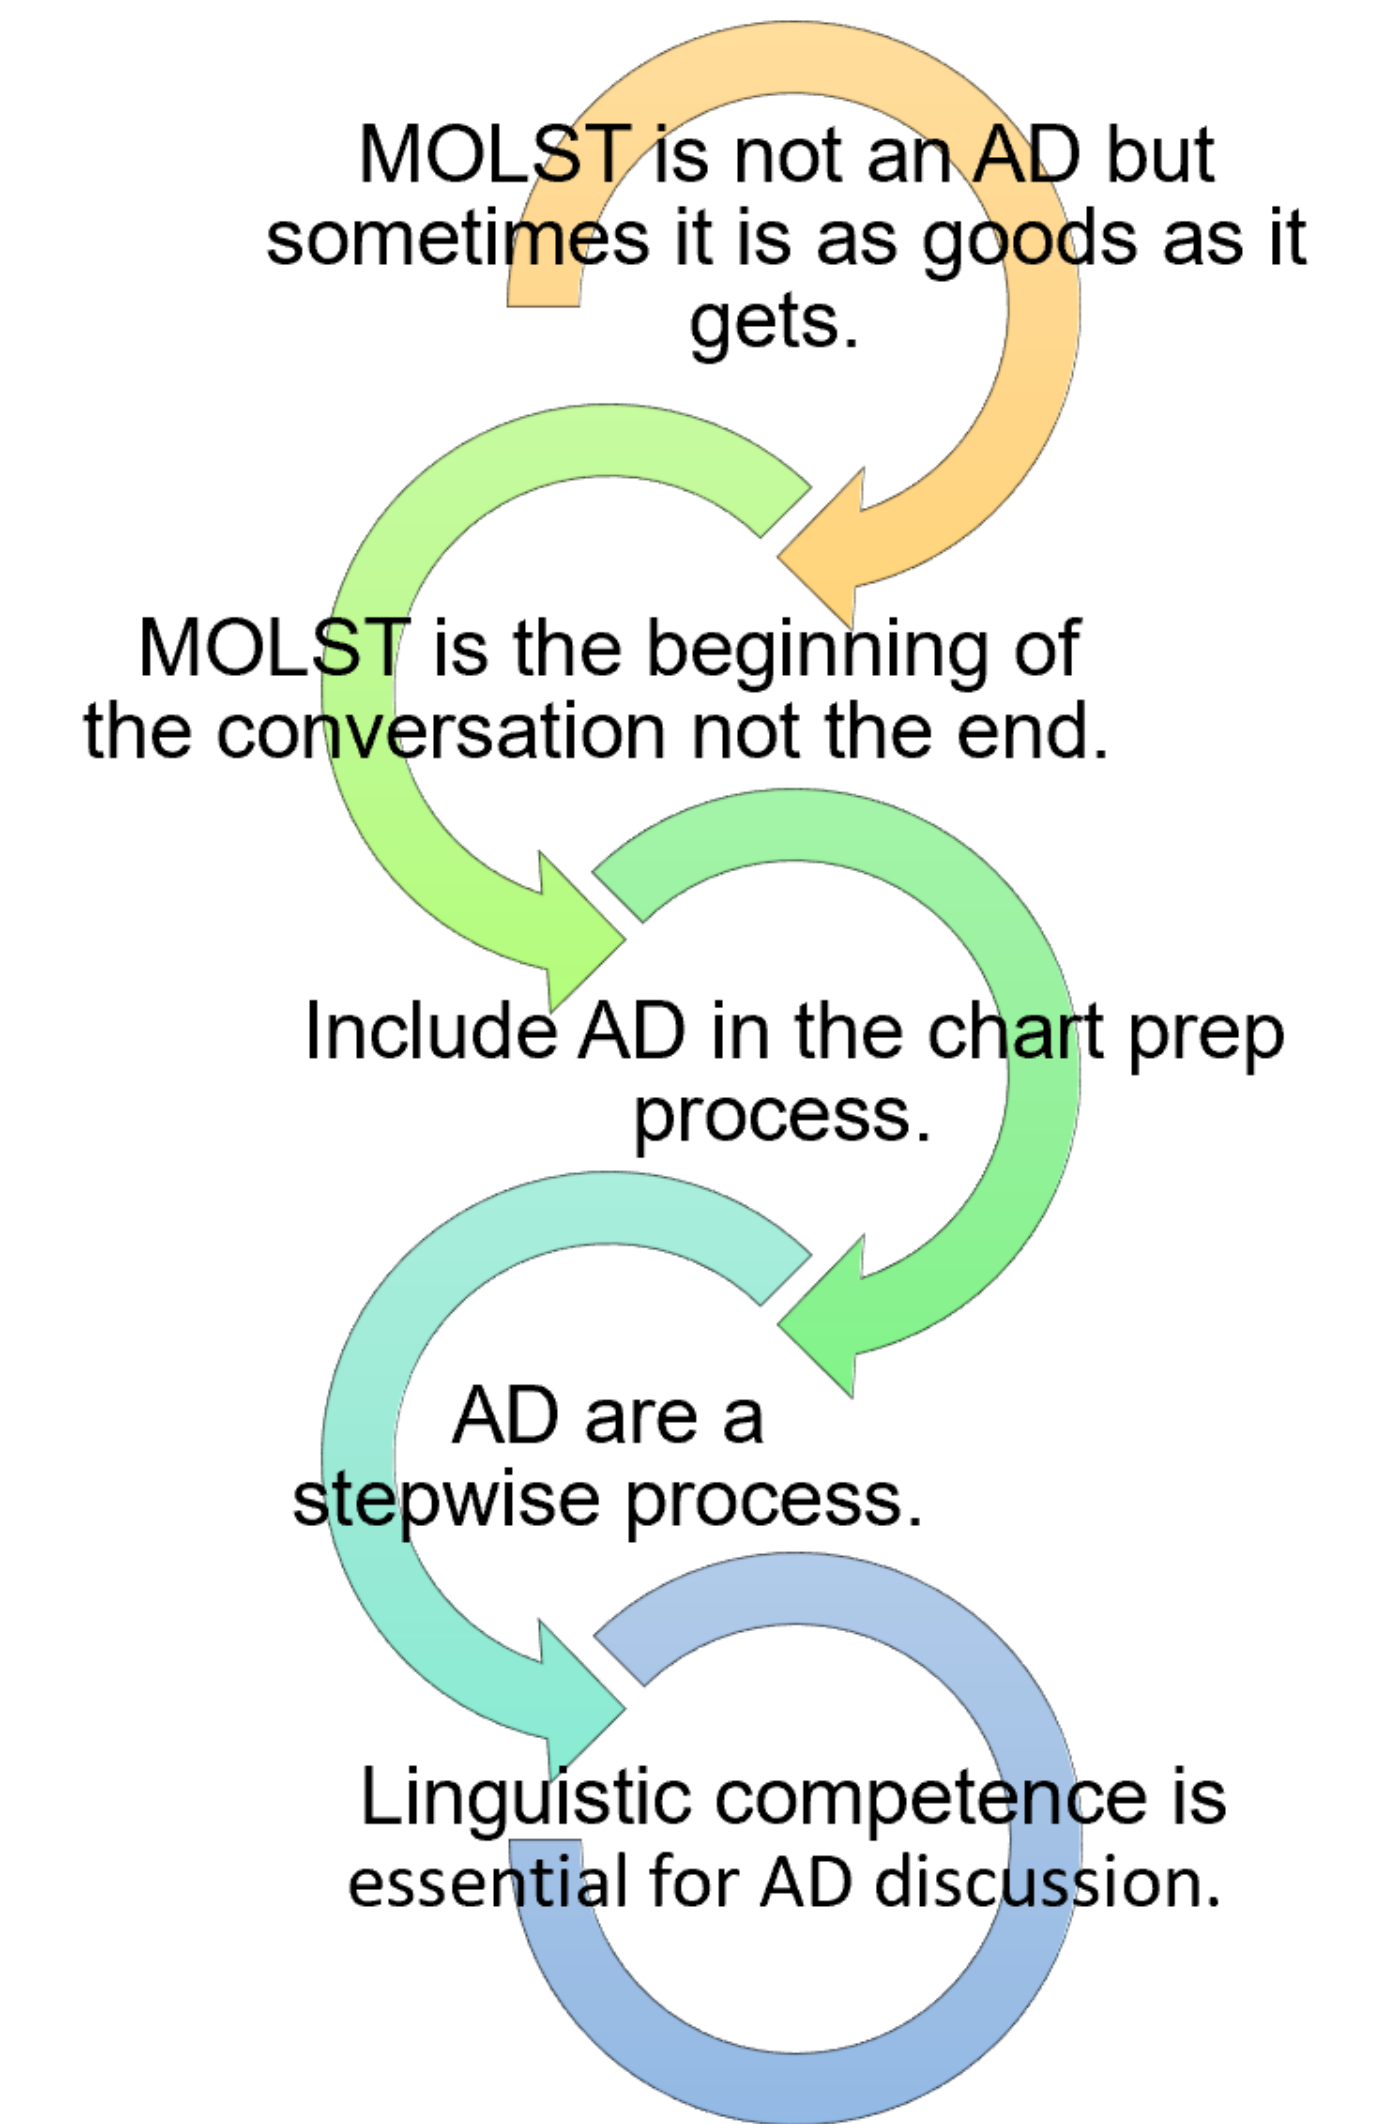 MOLST is not an AD but
sometimes it is as goods as it
gets.
MOLST is the beginning of
the conversation not the end.
Include AD in the chart prep
process.
AD are a
stepwise process.
Linguistic competence is
essential for AD discussion.